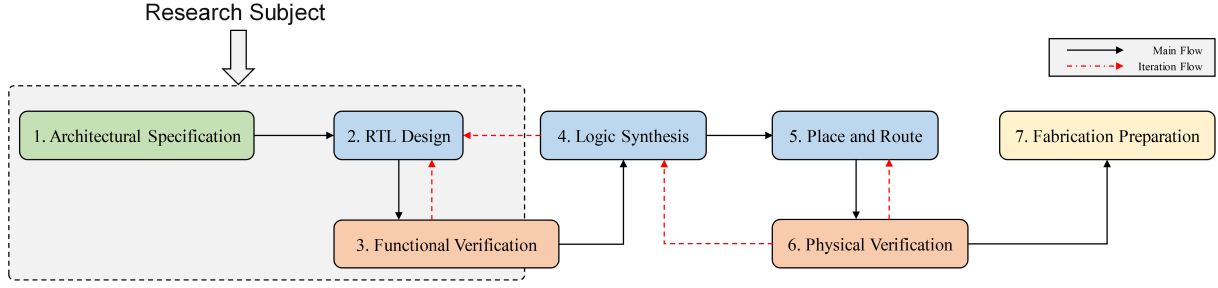 Research Subject
Main Flow
Iteration Flow
1. Architectural Specification
2. RTL Design
4. Logic Synthesis
5. Place and Route
7. Fabrication Preparation
3. Functional Verification
6. Physical Verification